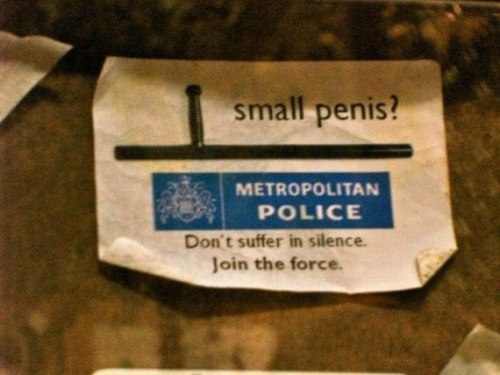 small penis?
METROPOLITAN
POLICE
Don't suffer in silence.
Join the force.